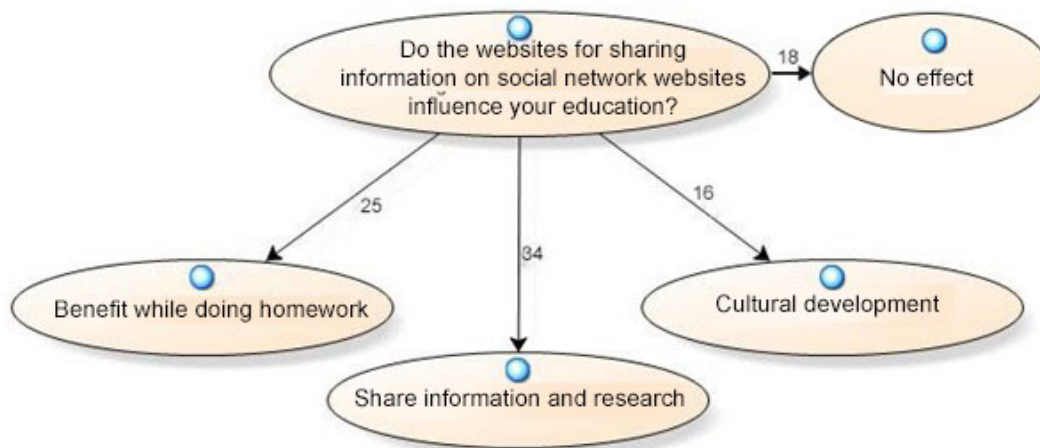 Do the websites for sharing
information on social network websites
influence your education?
18
No effect
25
34
16
Benefit while doing homework
Cultural development
Share information and research